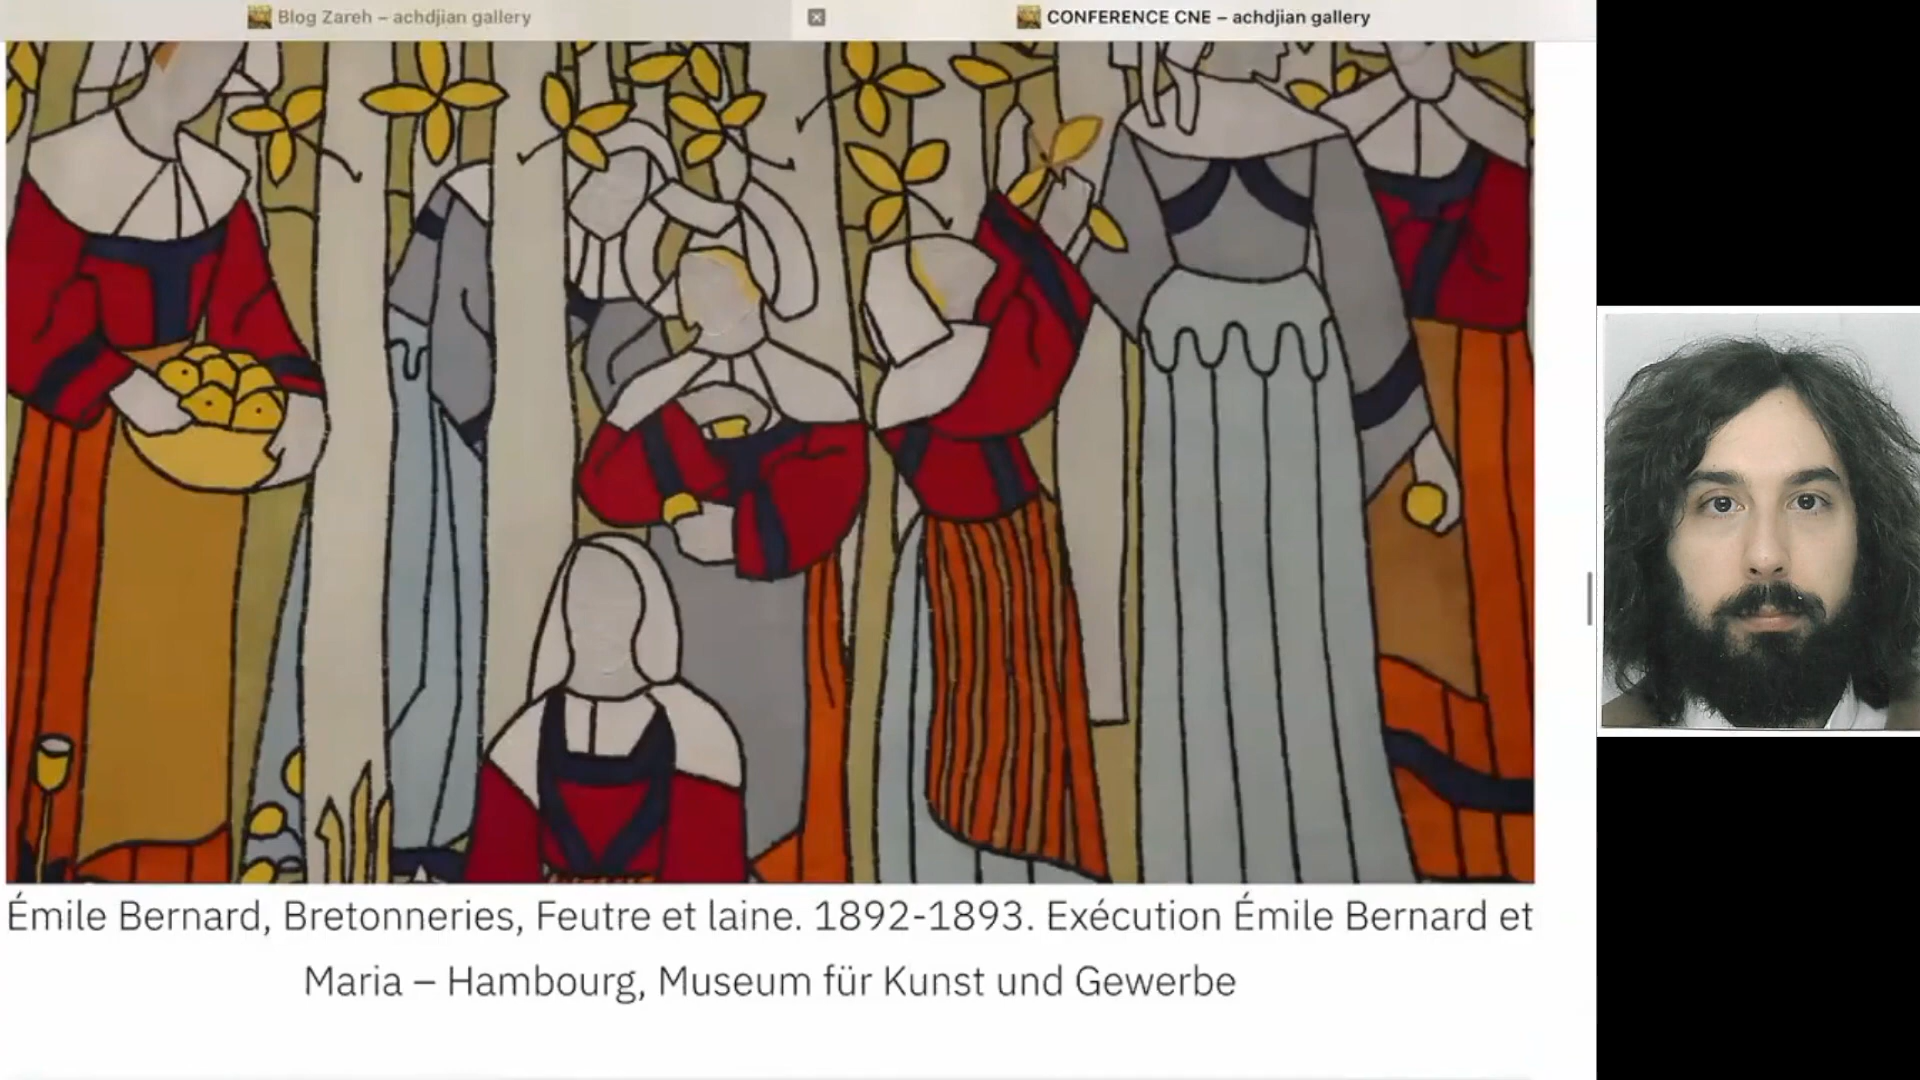 Blog Zareh – achdjian gallery
CONFERENCE CNE – achdjian gallery
Émile Bernard, Bretonneries, Feutre et laine. 1892-1893. Exécution Émile Bernard et
Maria – Hambourg, Museum für Kunst und Gewerbe